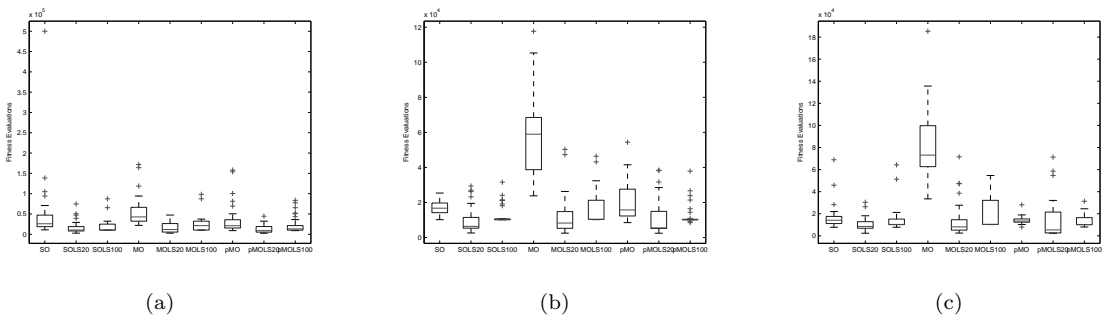 x 10^5
5
4.5
4
3.5
3
2.5
2
1.5
1
0.5
0
Fitness Evaluations
SO SOLS20 SOLS100 MO MOLS20 MOLS100 pMO pMOLS20 pMOLS100
(a)
x 10^4
12
10
8
6
4
2
0
Fitness Evaluations
SO SOLS20 SOLS100 MO MOLS20 MOLS100 pMO pMOLS20 pMOLS100
(b)
x 10^4
18
16
14
12
10
8
6
4
2
0
Fitness Evaluations
SO SOLS20 SOLS100 MO MOLS20 MOLS100 pMO pMOLS20 pMOLS100
(c)